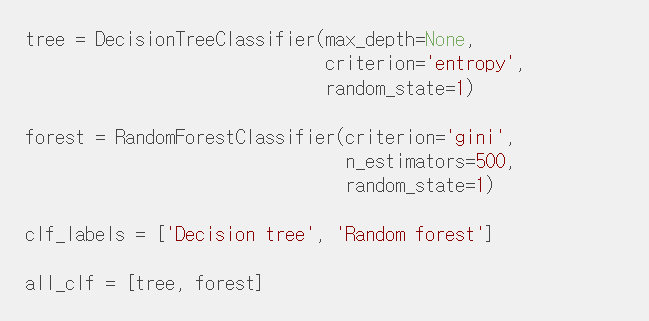 tree = DecisionTreeClassifier(max_depth=None,
                              criterion='entropy',
                              random_state=1)
forest = RandomForestClassifier(criterion='gini',
                                n_estimators=500,
                                random_state=1)
clf_labels = ['Decision tree', 'Random forest']
all_clf = [tree, forest]